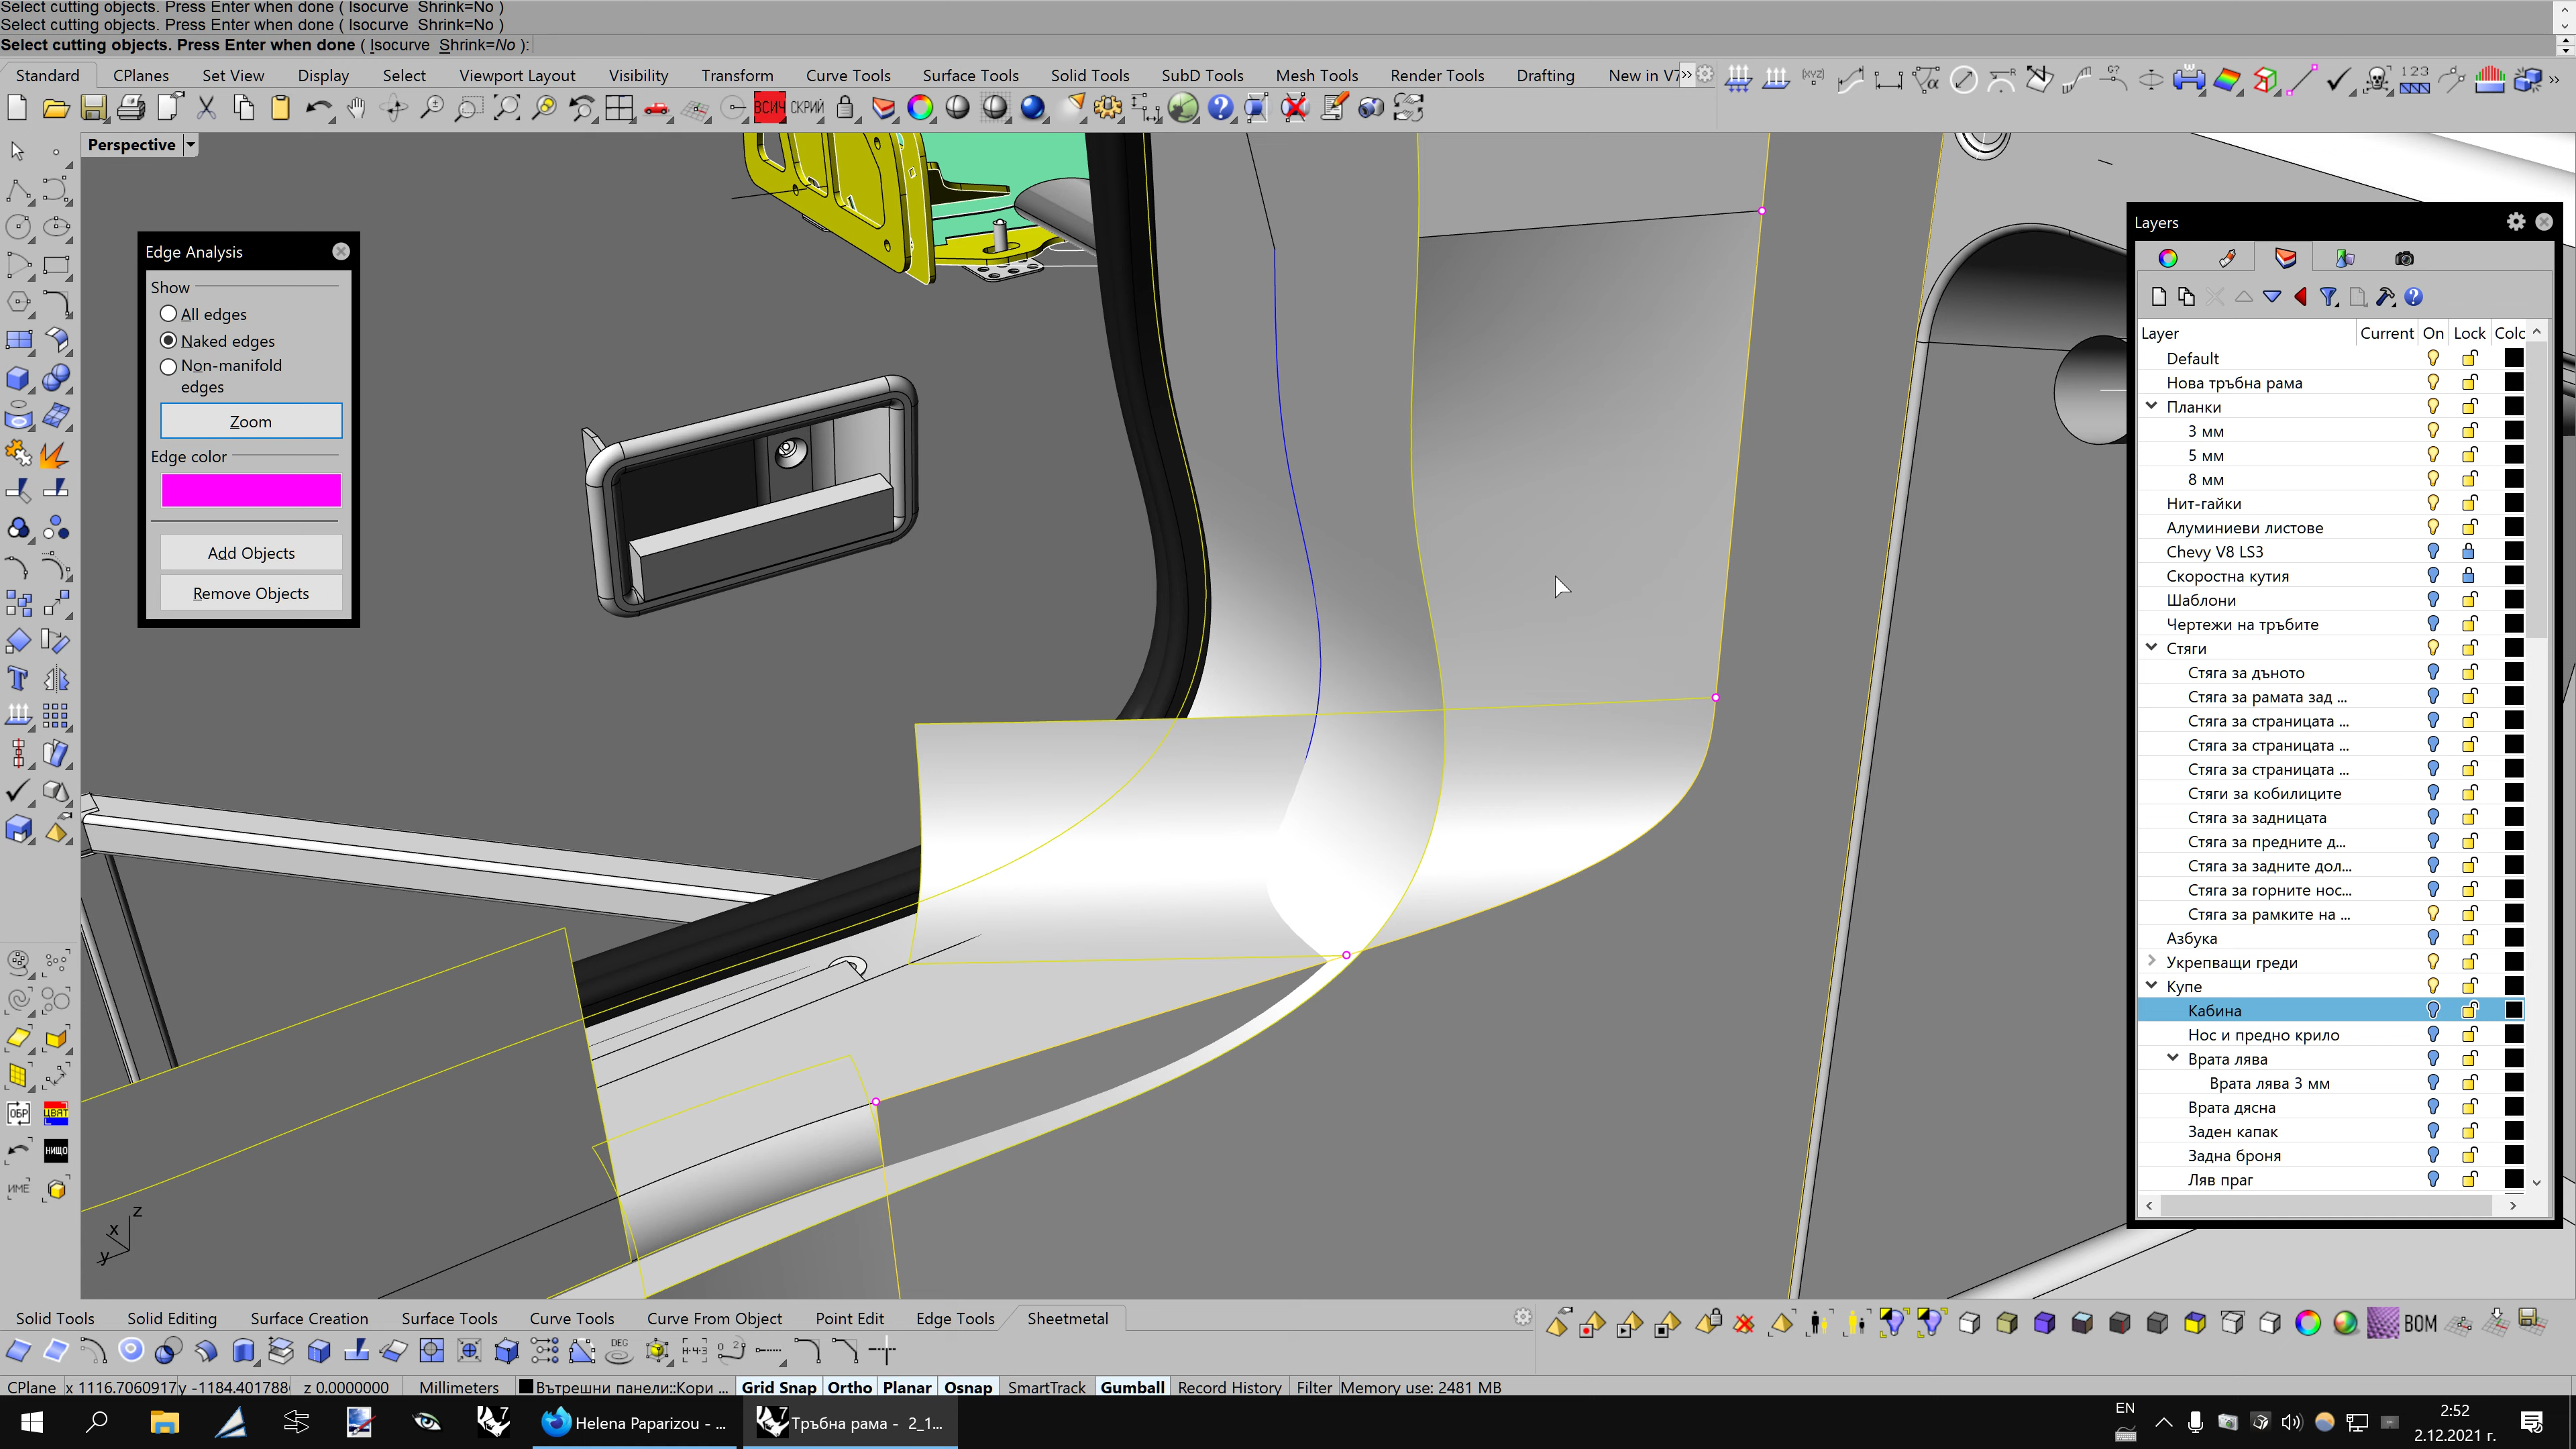 Select cutting objects. Press Enter when done ( Isocurve Shrink=No )
Select cutting objects. Press Enter when done ( Isocurve Shrink=No )
Select cutting objects. Press Enter when done ( Isocurve Shrink=No ):
Standard CPlanes Set View Display Select Viewport Layout Visibility Transform Curve Tools Surface Tools Solid Tools SubD Tools Mesh Tools Render Tools Drafting New in V7
ВСИЧ СКРИЙ
Perspective
Edge Analysis
Show
All edges
Naked edges
Non-manifold
edges
Zoom
Edge color
Add Objects
Remove Objects
Layers
Layer Current On Lock Colo
Default
Нова тръбна рама
Планки
3 мм
5 мм
8 мм
Нит-гайки
Алуминиеви листове
Chevy V8 LS3
Скоростна кутия
Шаблони
Чертежи на тръбите
Стяги
Стяга за дъното
Стяга за рамата зад ...
Стяга за страницата ...
Стяга за страницата ...
Стяга за страницата ...
Стяги за кобилиците
Стяга за задницата
Стяга за предните д...
Стяга за задните дол...
Стяга за горните нос...
Стяга за рамките на ...
Азбука
Укрепващи греди
Купе
Кабина
Нос и предно крило
Врата лява
Врата лява 3 мм
Врата дясна
Заден капак
Задна броня
Ляв праг
ОБР ЦВЯТ
НИЩО
ИМЕ
z
x
y
Solid Tools Solid Editing Surface Creation Surface Tools Curve Tools Curve From Object Point Edit Edge Tools Sheetmetal
BOM
DEG
CPlane x 1116.7060917 y -1184.401788 z 0.0000000 Millimeters Вътрешни панели::Кори ... Grid Snap Ortho Planar Osnap SmartTrack Gumball Record History Filter Memory use: 2481 MB
7 Helena Paparizou - ... 7 Тръбна рама - 2_1...
EN
2:52
2.12.2021 г.